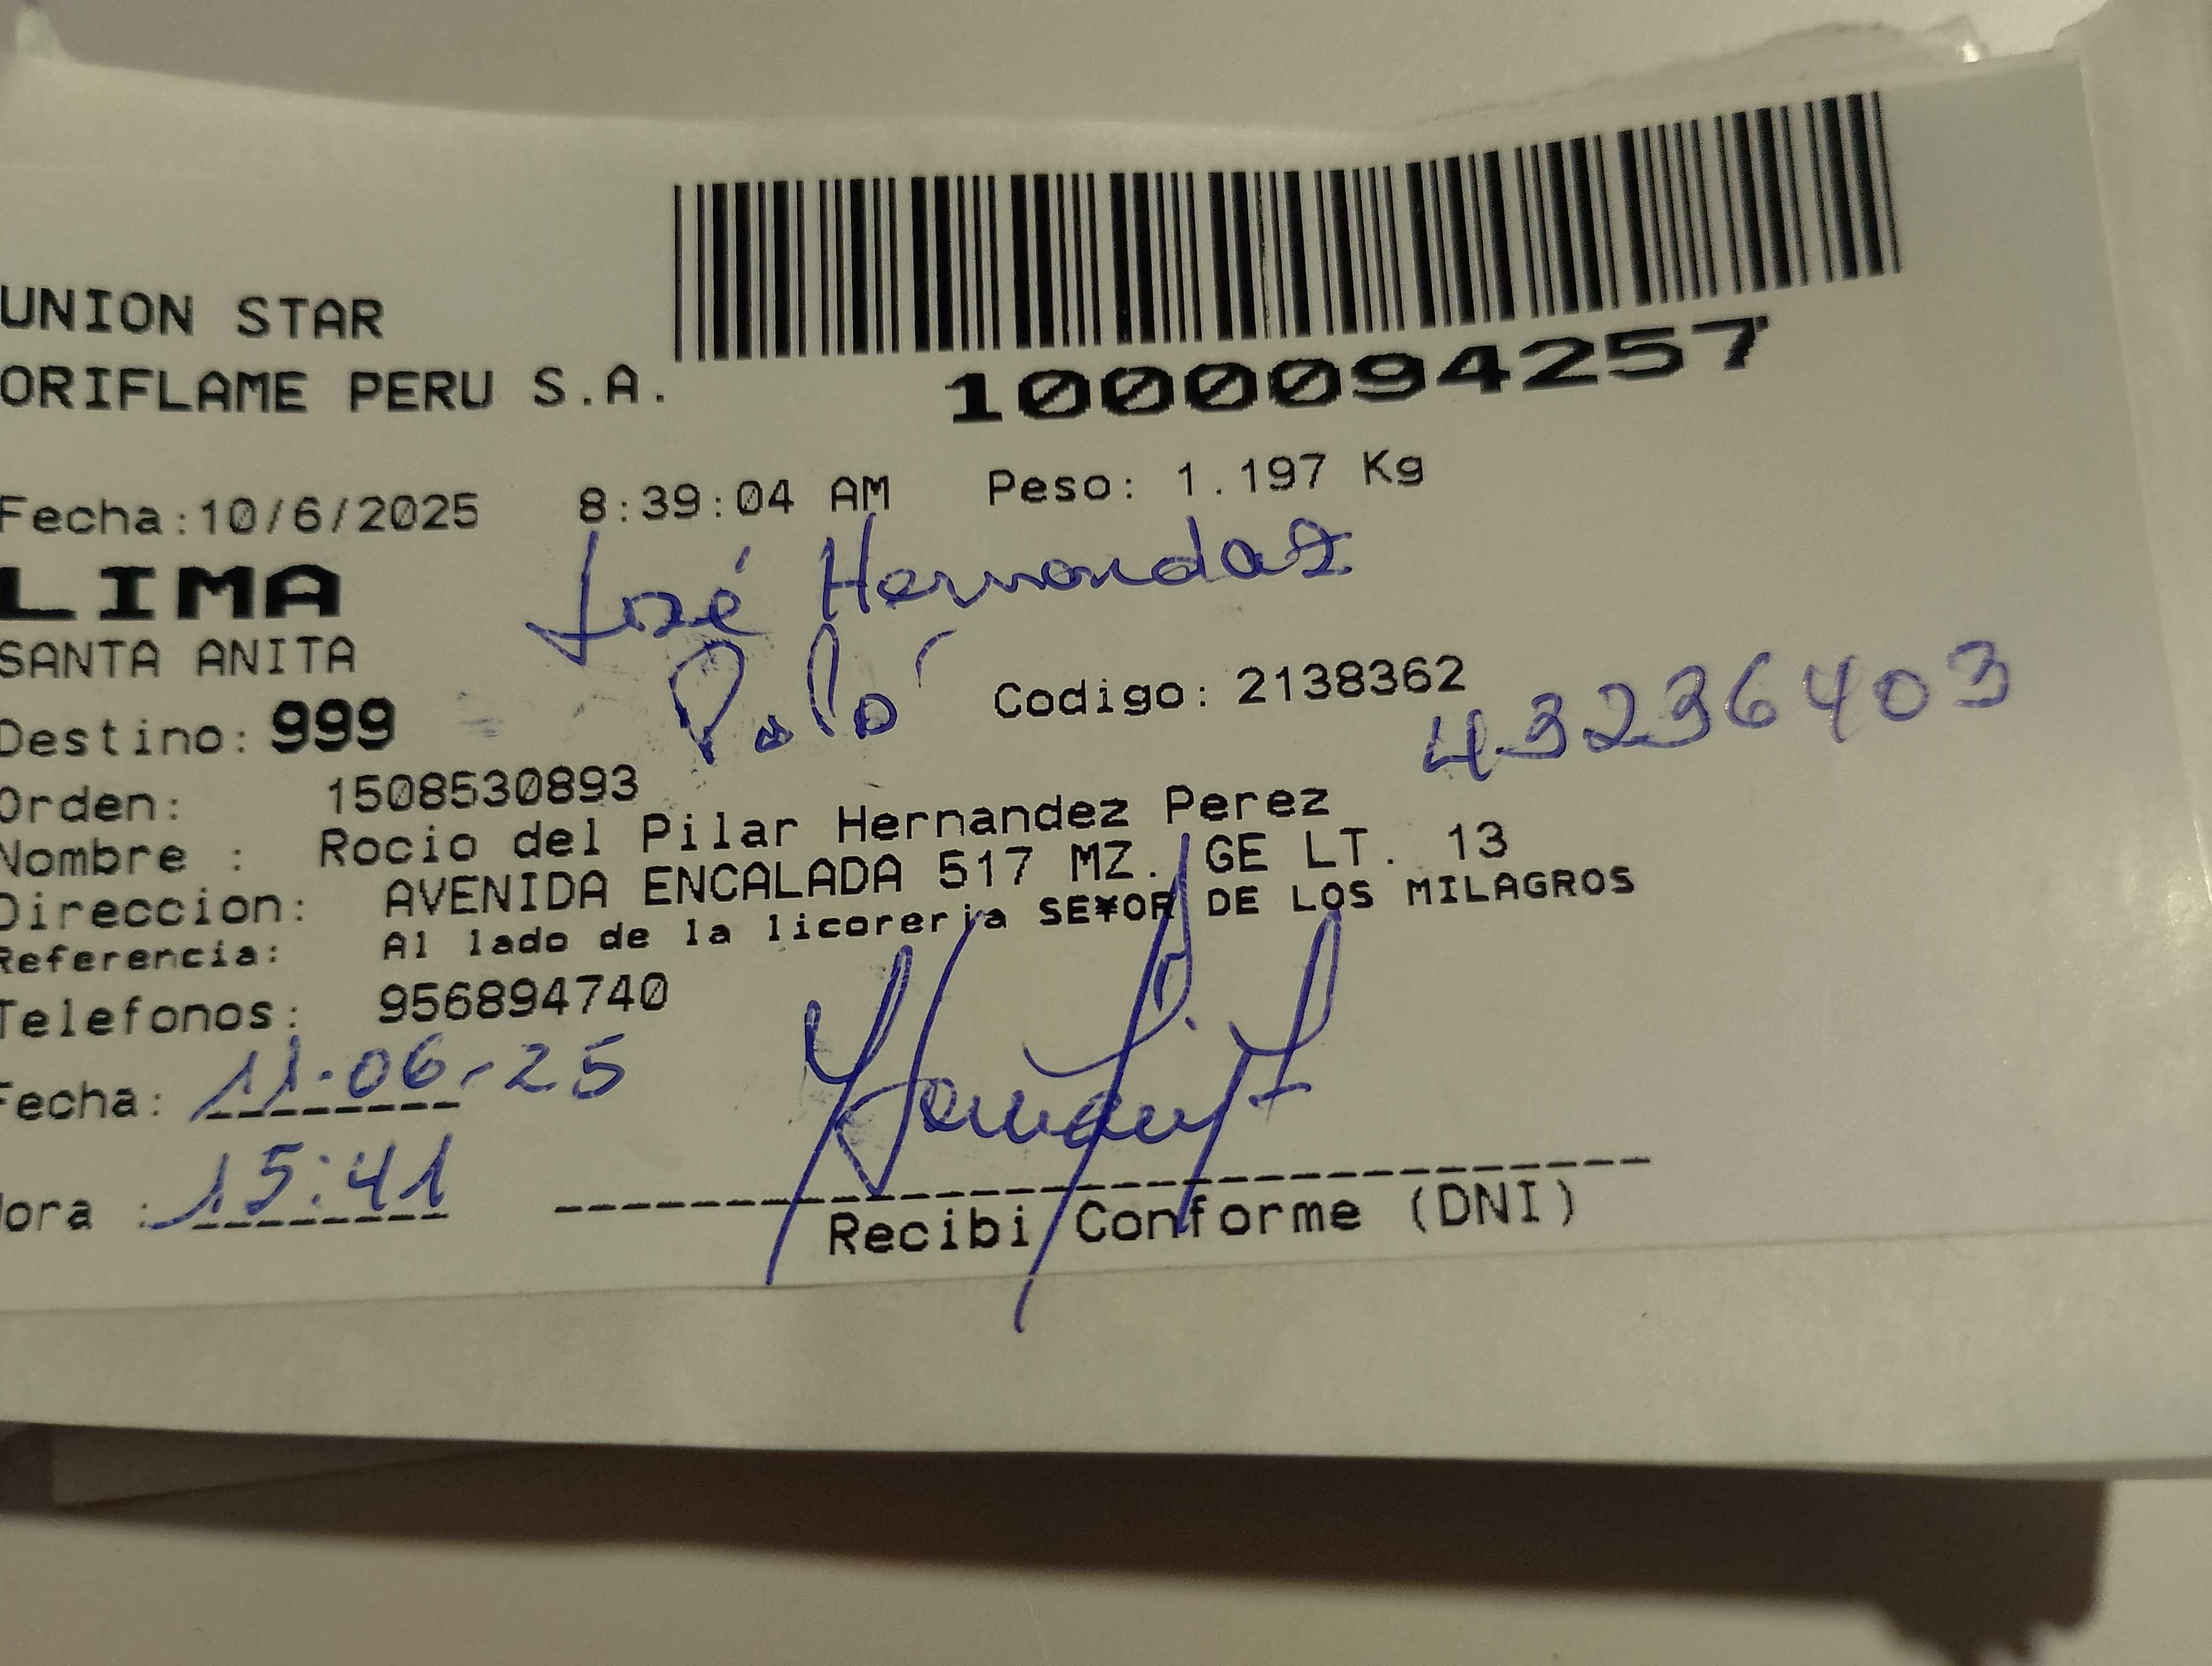 UNION STAR
ORIFLAME PERU S.A.
1000094257
Fecha:10/6/2025 8:39:04 AM Peso: 1.197 Kg
LIMA
José Hernandez
SANTA ANITA
Codigo: 2138362 43236403
Destino: 999
Orden: 1508530893
Nombre : Rocio del Pilar Hernandez Perez
Direccion: AVENIDA ENCALADA 517 MZ. GE LT. 13
Referencia: Al lado de la licoreria SE¥OR DE LOS MILAGROS
Telefonos: 956894740
Fecha: 11-06-25
Hora : 15:41
Recibi Conforme (DNI)